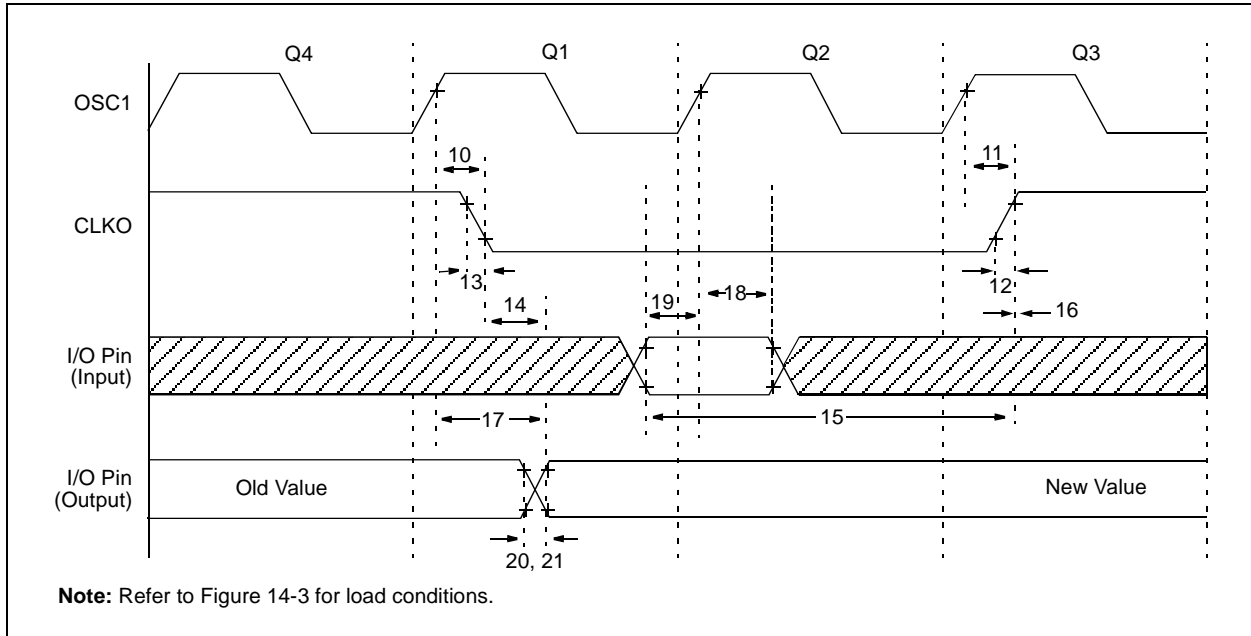 Q4 Q1 Q2 Q3
OSC1
10 11
CLKO
13 12
14 19 18 16
I/O Pin
(Input)
17 15
I/O Pin
(Output)
Old Value New Value
20, 21
Note: Refer to Figure 14-3 for load conditions.